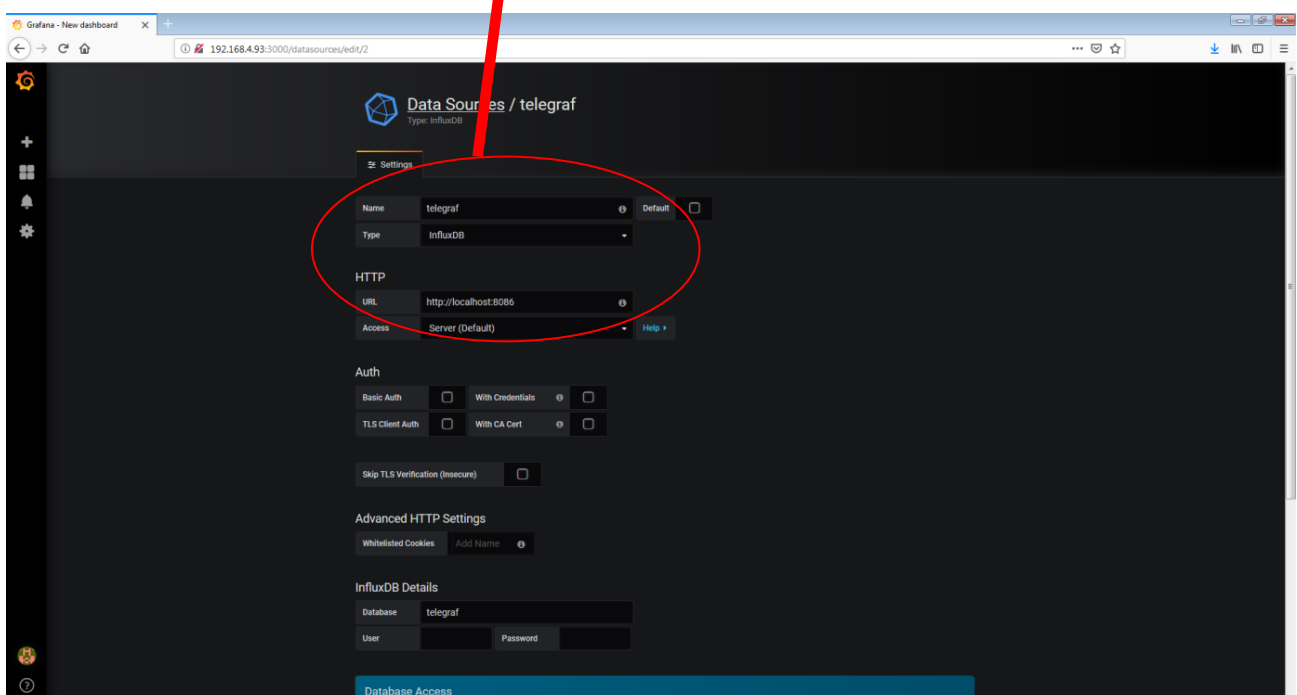 Grafana - New dashboard
192.168.4.93:3000/datasources/edit/2
Data Sources / telegraf
Type: InfluxDB
Settings
Name telegraf Default
Type InfluxDB
HTTP
URL http://localhost:8086
Access Server (Default) Help
Auth
Basic Auth With Credentials
TLS Client Auth With CA Cert
Skip TLS Verification (Insecure)
Advanced HTTP Settings
Whitelisted Cookies Add Name
InfluxDB Details
Database telegraf
User Password
Database Access